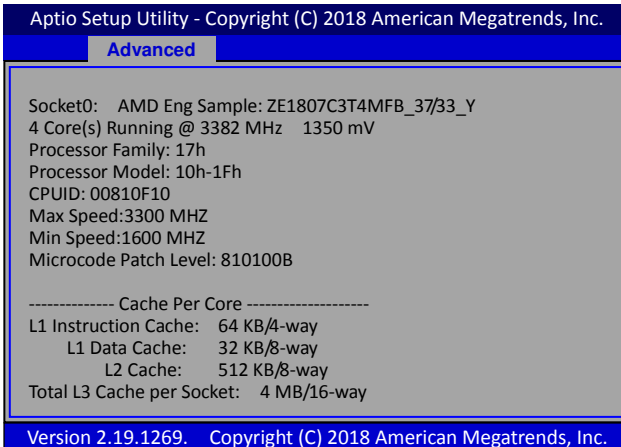 Aptio Setup Utility - Copyright (C) 2018 American Megatrends, Inc.
Advanced
Socket0: AMD Eng Sample: ZE1807C3T4MFB_37/33_Y
4 Core(s) Running @ 3382 MHz 1350 mV
Processor Family: 17h
Processor Model: 10h-1Fh
CPUID: 00810F10
Max Speed:3300 MHZ
Min Speed:1600 MHZ
Microcode Patch Level: 810100B
-------------- Cache Per Core --------------------
L1 Instruction Cache: 64 KB/4-way
L1 Data Cache: 32 KB/8-way
L2 Cache: 512 KB/8-way
Total L3 Cache per Socket: 4 MB/16-way
Version 2.19.1269. Copyright (C) 2018 American Megatrends, Inc.